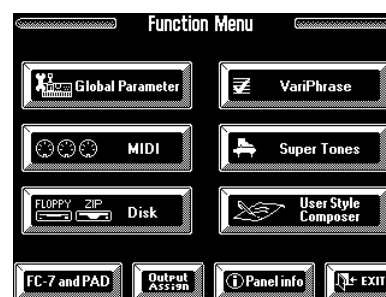 Function Menu
Global Parameter
VariPhrase
MIDI
Super Tones
FLOPPY ZIP
Disk
User Style
Composer
FC-7 and PAD
Output
Assign
Panel info
EXIT